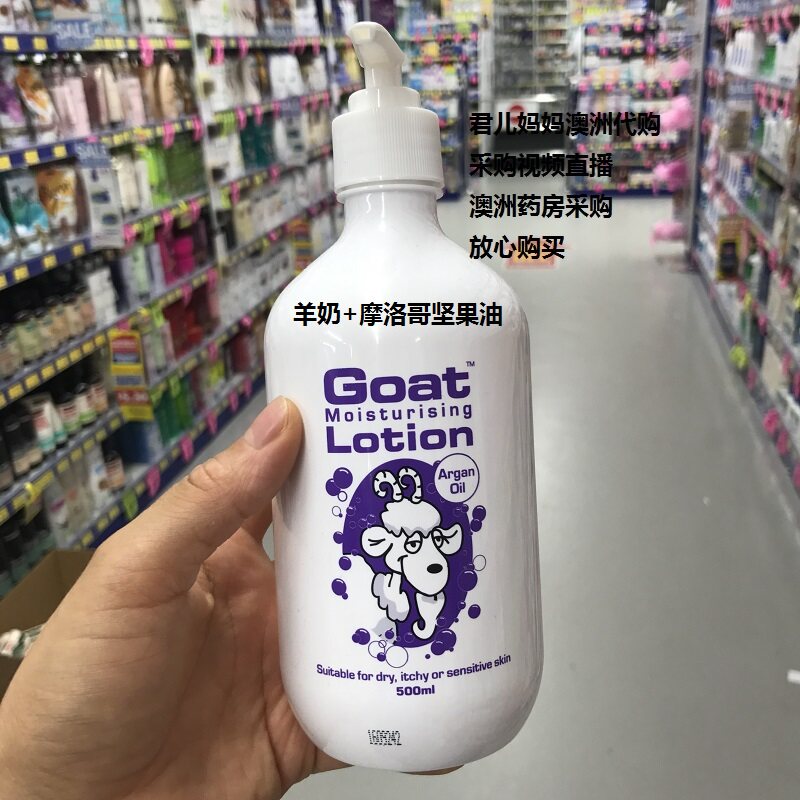 君儿妈妈澳洲代购
采购视频直播
澳洲药房采购
放心购买
羊奶+摩洛哥坚果油
Goat™
Moisturising
Lotion
Argan
Oil
Suitable for dry, itchy or sensitive skin
500ml
1609242